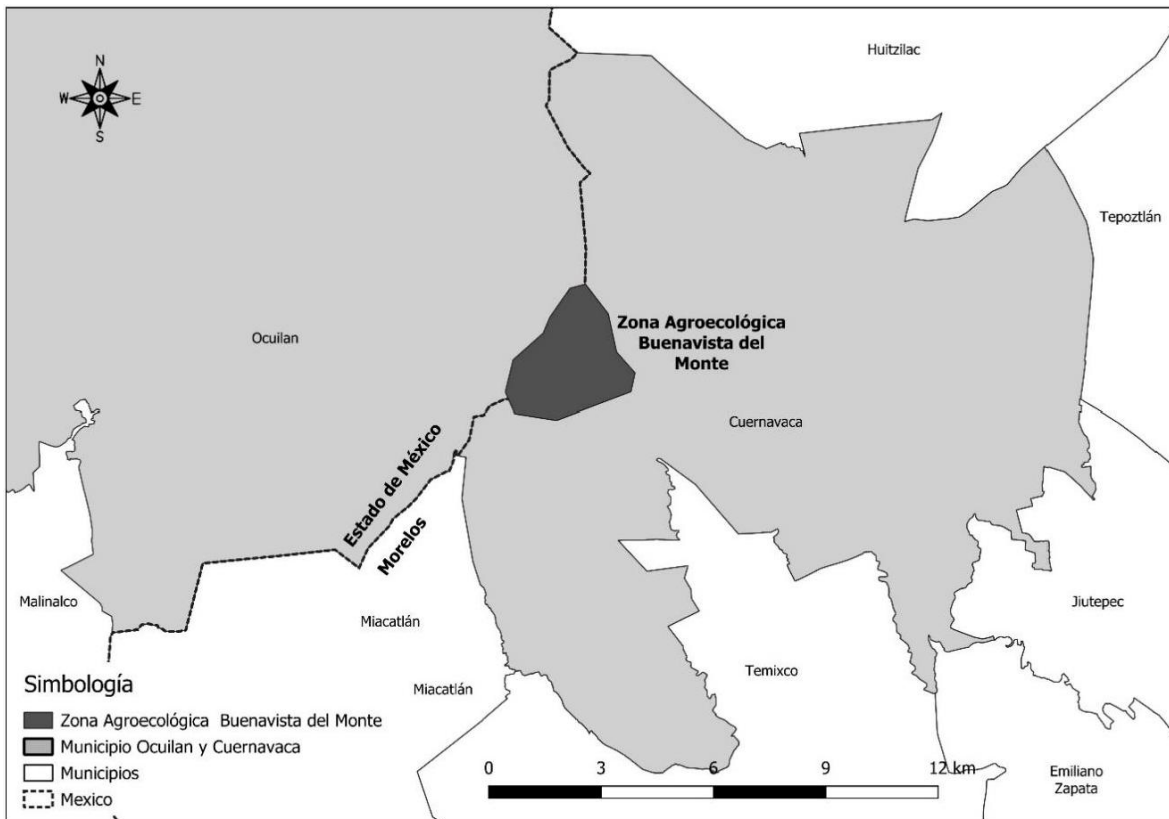 Huitzilac
N
W
E
S
Tepoztlán
Zona Agroecológica
Buenavista del
Monte
Ocuilan
Cuernavaca
Estado de México
Morelos
Malinalco
Miacatlán
Jiutepec
Temixco
Miacatlán
Simbología
Zona Agroecológica Buenavista del Monte
Municipio Ocuilan y Cuernavaca
Municipios
Mexico
0 3 6 9 12 km
Emiliano
Zapata